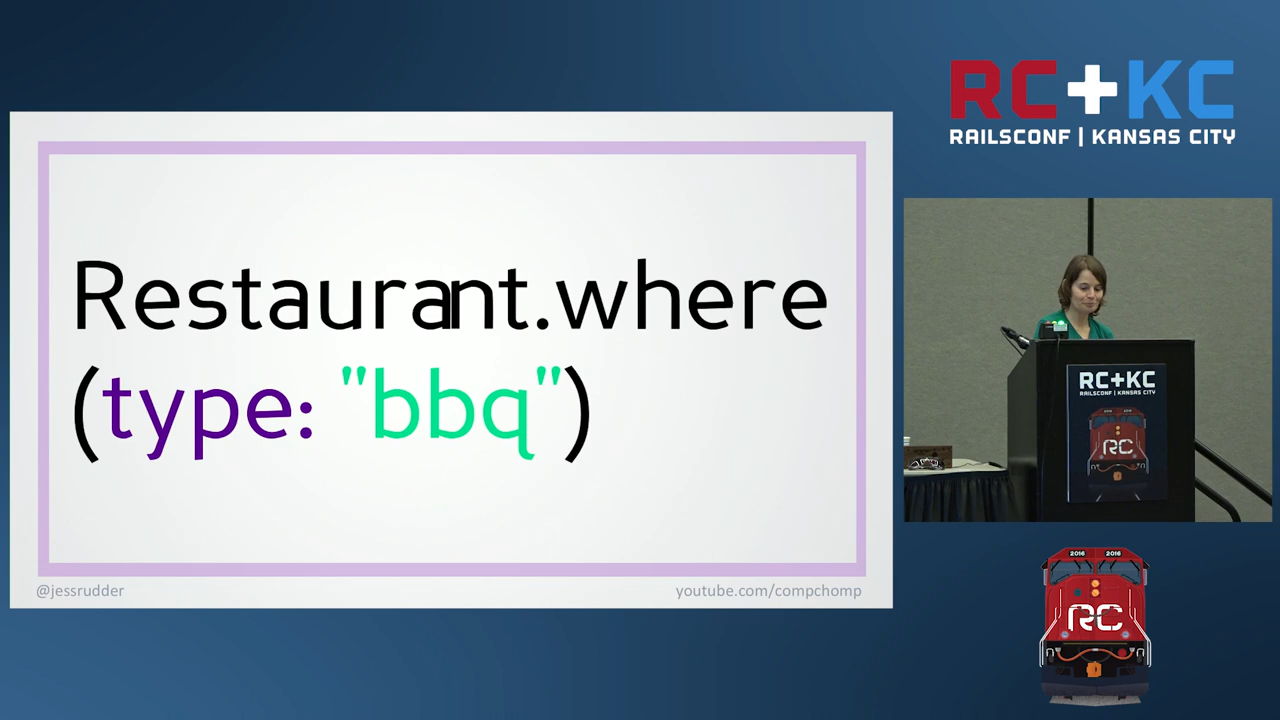 RC+KC
RAILSCONF | KANSAS CITY
Restaurant.where
(type: "bbq")
@jessrudder
youtube.com/compchomp
RC+KC
RAILSCONF | KANSAS CITY
RC
2016 2016
RC